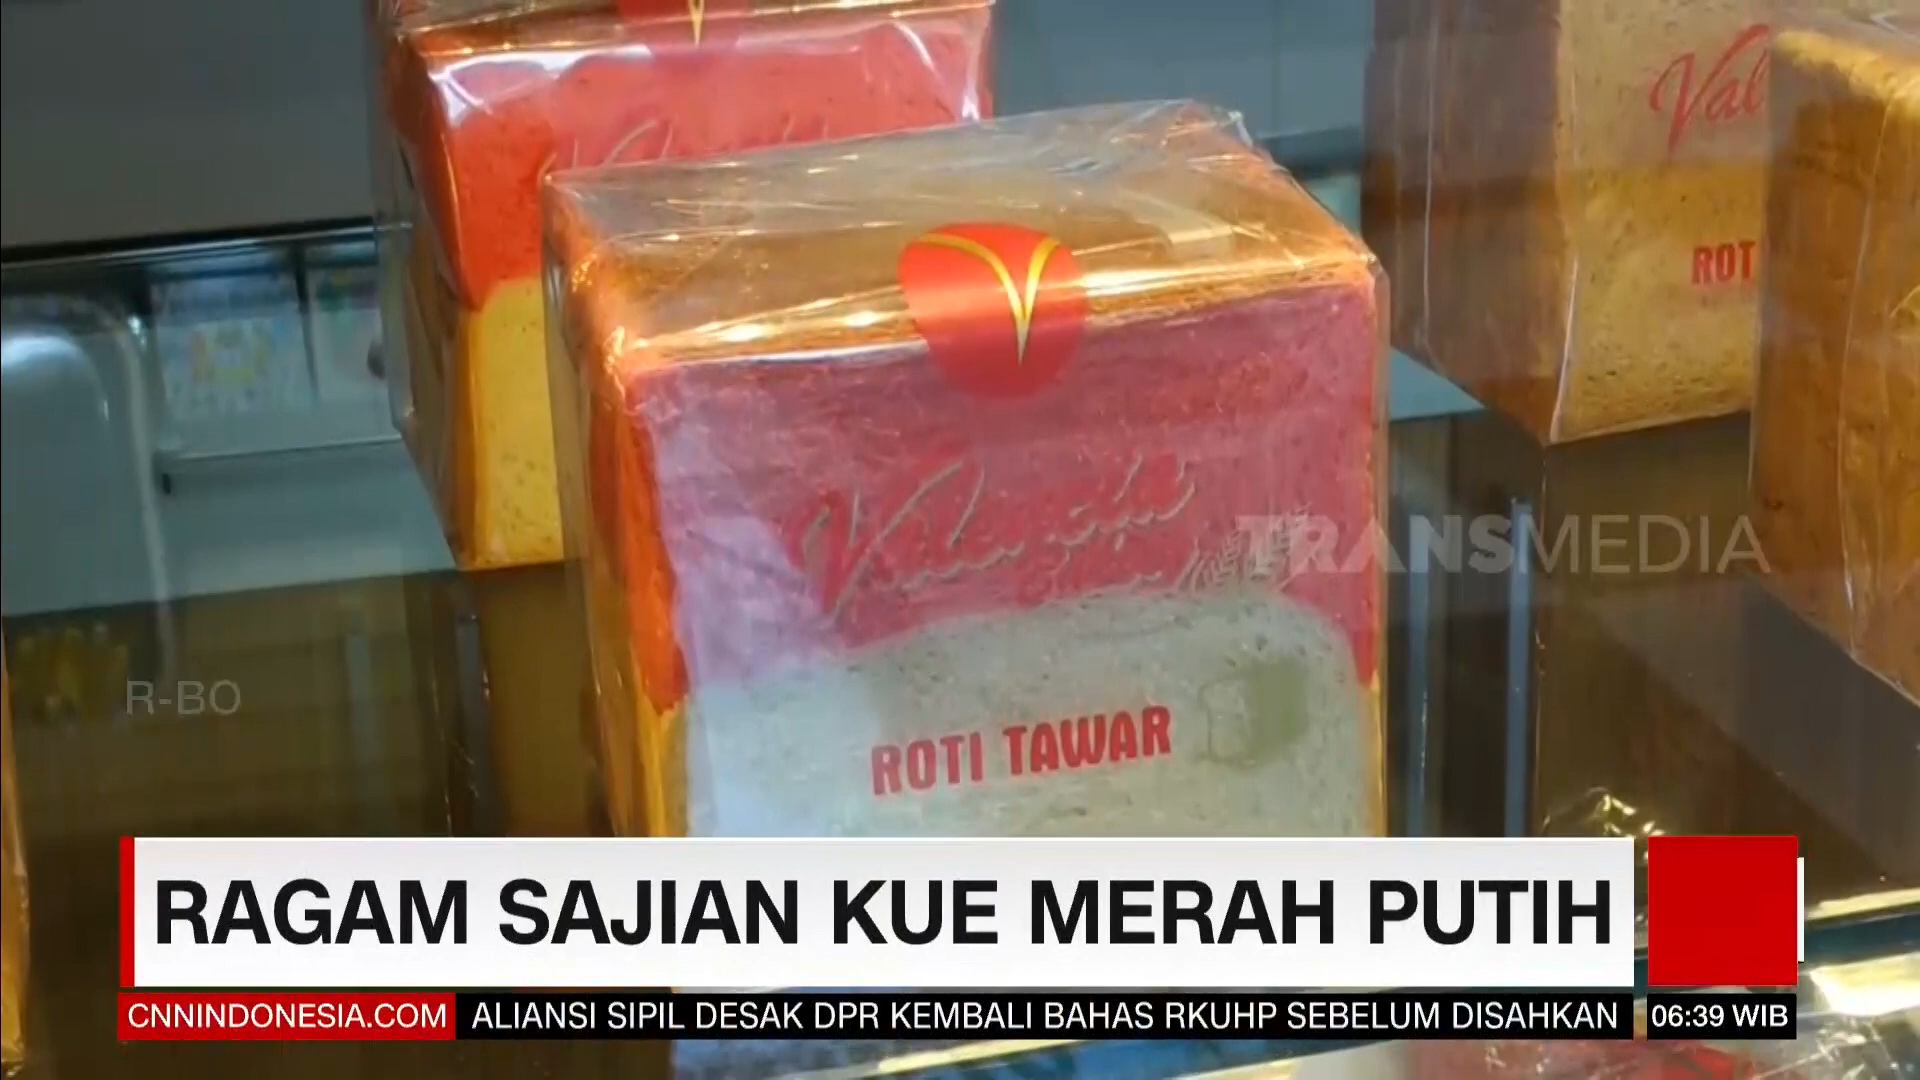 Val
ROT
TRANSMEDIA
ROTI TAWAR
R-BO
RAGAM SAJIAN KUE MERAH PUTIH
CNNINDONESIA.COM ALIANSI SIPIL DESAK DPR KEMBALI BAHAS RKUHP SEBELUM DISAHKAN 06:39 WIB